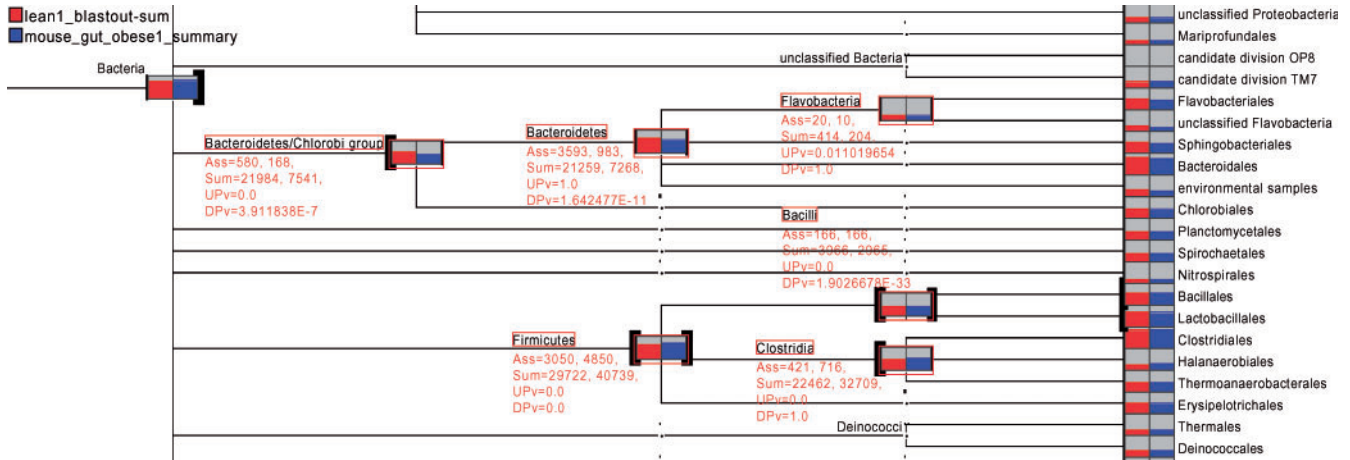 lean1_blastout-sum
mouse_gut_obese1_summary
Bacteria
Bacteroidetes/Chlorobi group
Ass=580, 168,
Sum=21984, 7541,
UPv=0.0
DPv=3.911838E-7
Bacteroidetes
Ass=3593, 983,
Sum=21259, 7268,
UPv=1.0
DPv=1.642477E-11
unclassified Bacteria
Flavobacteria
Ass=20, 10,
Sum=414, 204,
UPv=0.011019654
DPv=1.0
Bacilli
Ass=166, 166,
Sum=3966, 2965,
UPv=0.0
DPv=1.9026678E-33
Firmicutes
Ass=3050, 4850,
Sum=29722, 40739,
UPv=0.0
DPv=0.0
Clostridia
Ass=421, 716,
Sum=22462, 32709,
UPv=0.0
DPv=1.0
Deinococci
unclassified Proteobacteria
Mariprofundales
candidate division OP8
candidate division TM7
Flavobacteriales
unclassified Flavobacteria
Sphingobacteriales
Bacteroidales
environmental samples
Chlorobiales
Planctomycetales
Spirochaetales
Nitrospirales
Bacillales
Lactobacillales
Clostridiales
Halanaerobiales
Thermoanaerobacterales
Erysipelotrichales
Thermales
Deinococcales